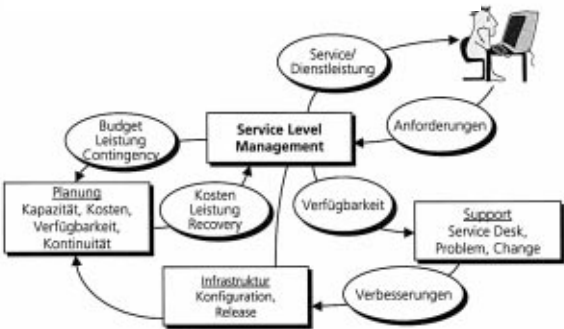 Service/
Dienstleistung
Budget
Leistung
Contingency
Service Level
Management
Anforderungen
Planung
Kapazität, Kosten,
Verfügbarkeit,
Kontinuität
Kosten
Leistung
Recovery
Verfügbarkeit
Support
Service Desk,
Problem, Change
Infrastruktur
Konfiguration,
Release
Verbesserungen